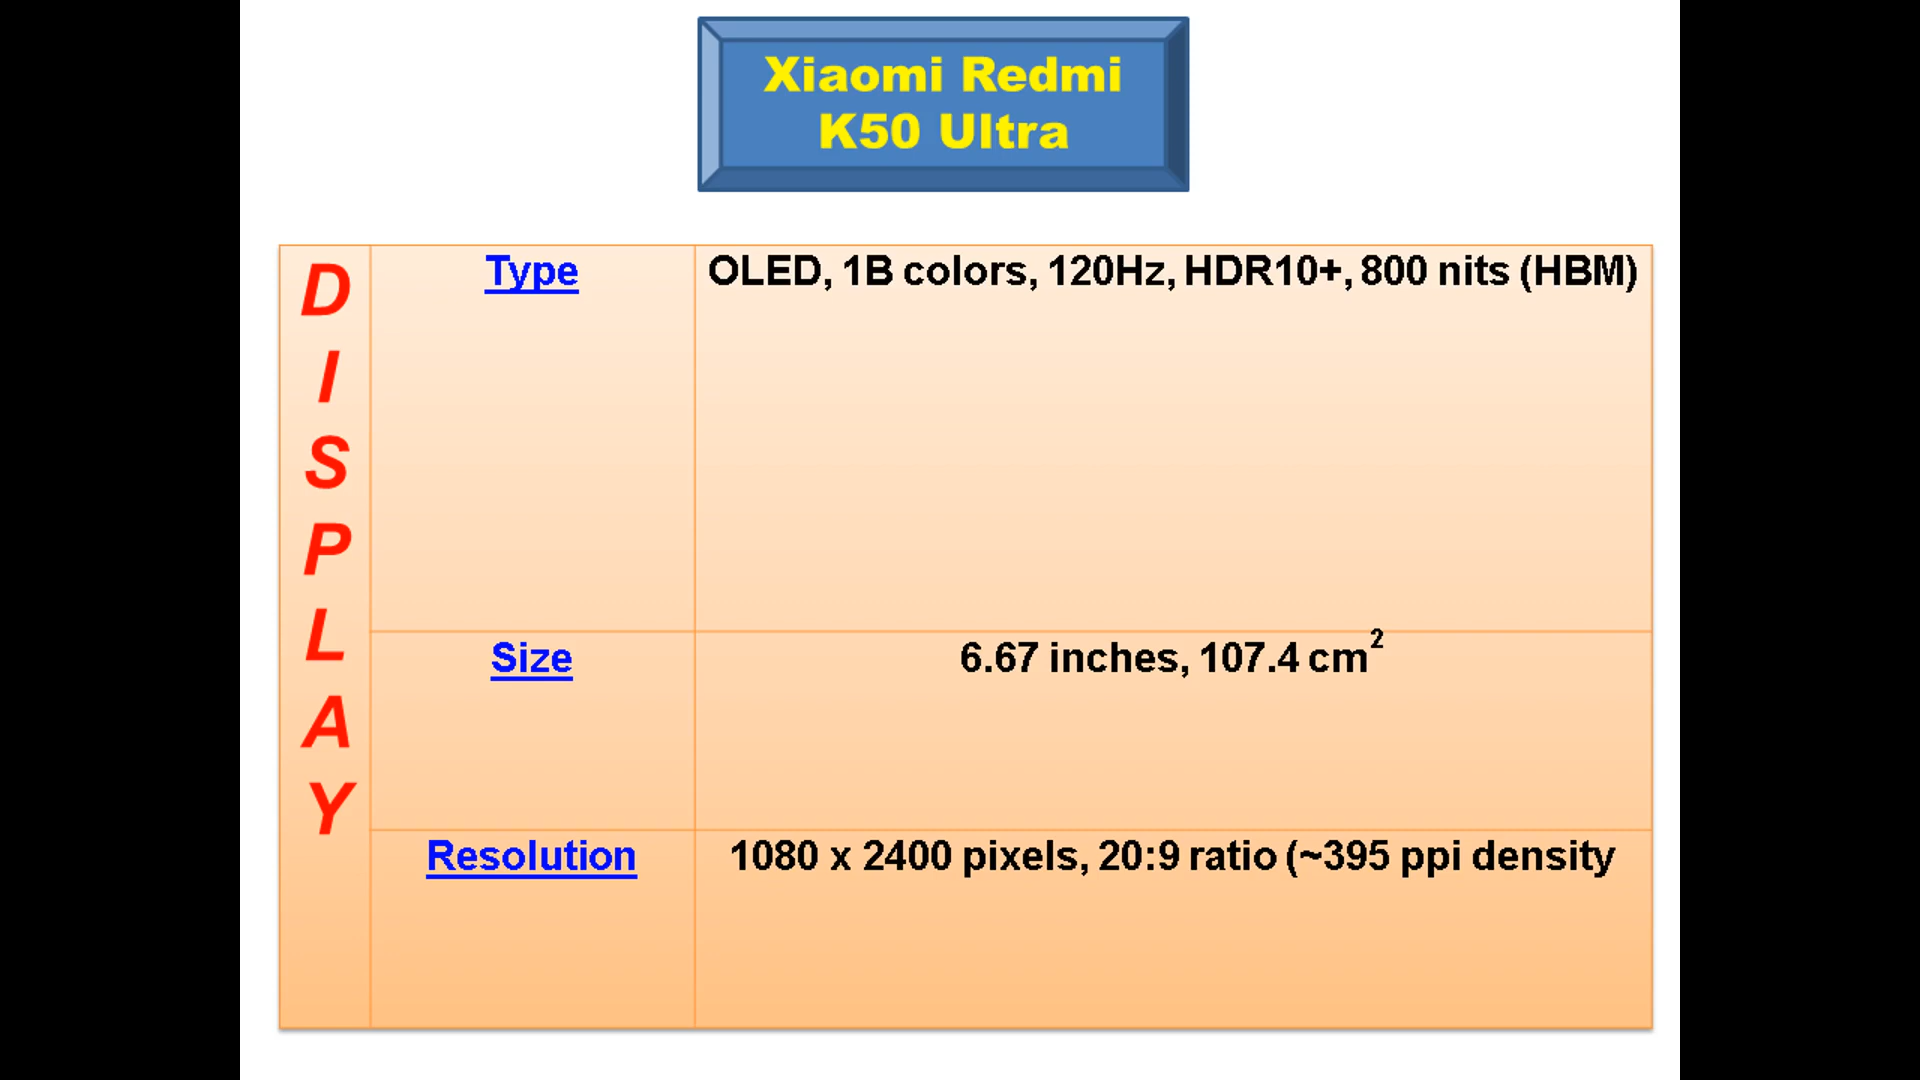 Xiaomi Redmi
K50 Ultra
DISPLAY
Type
OLED, 1B colors, 120Hz, HDR10+, 800 nits (HBM)
Size
6.67 inches, 107.4 cm²
Resolution
1080 x 2400 pixels, 20:9 ratio (~395 ppi density